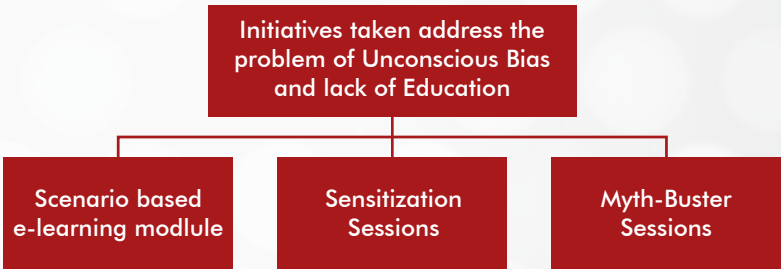 Initiatives taken address the
problem of Unconscious Bias
and lack of Education
Scenario based
e-learning modlule
Sensitization
Sessions
Myth-Buster
Sessions